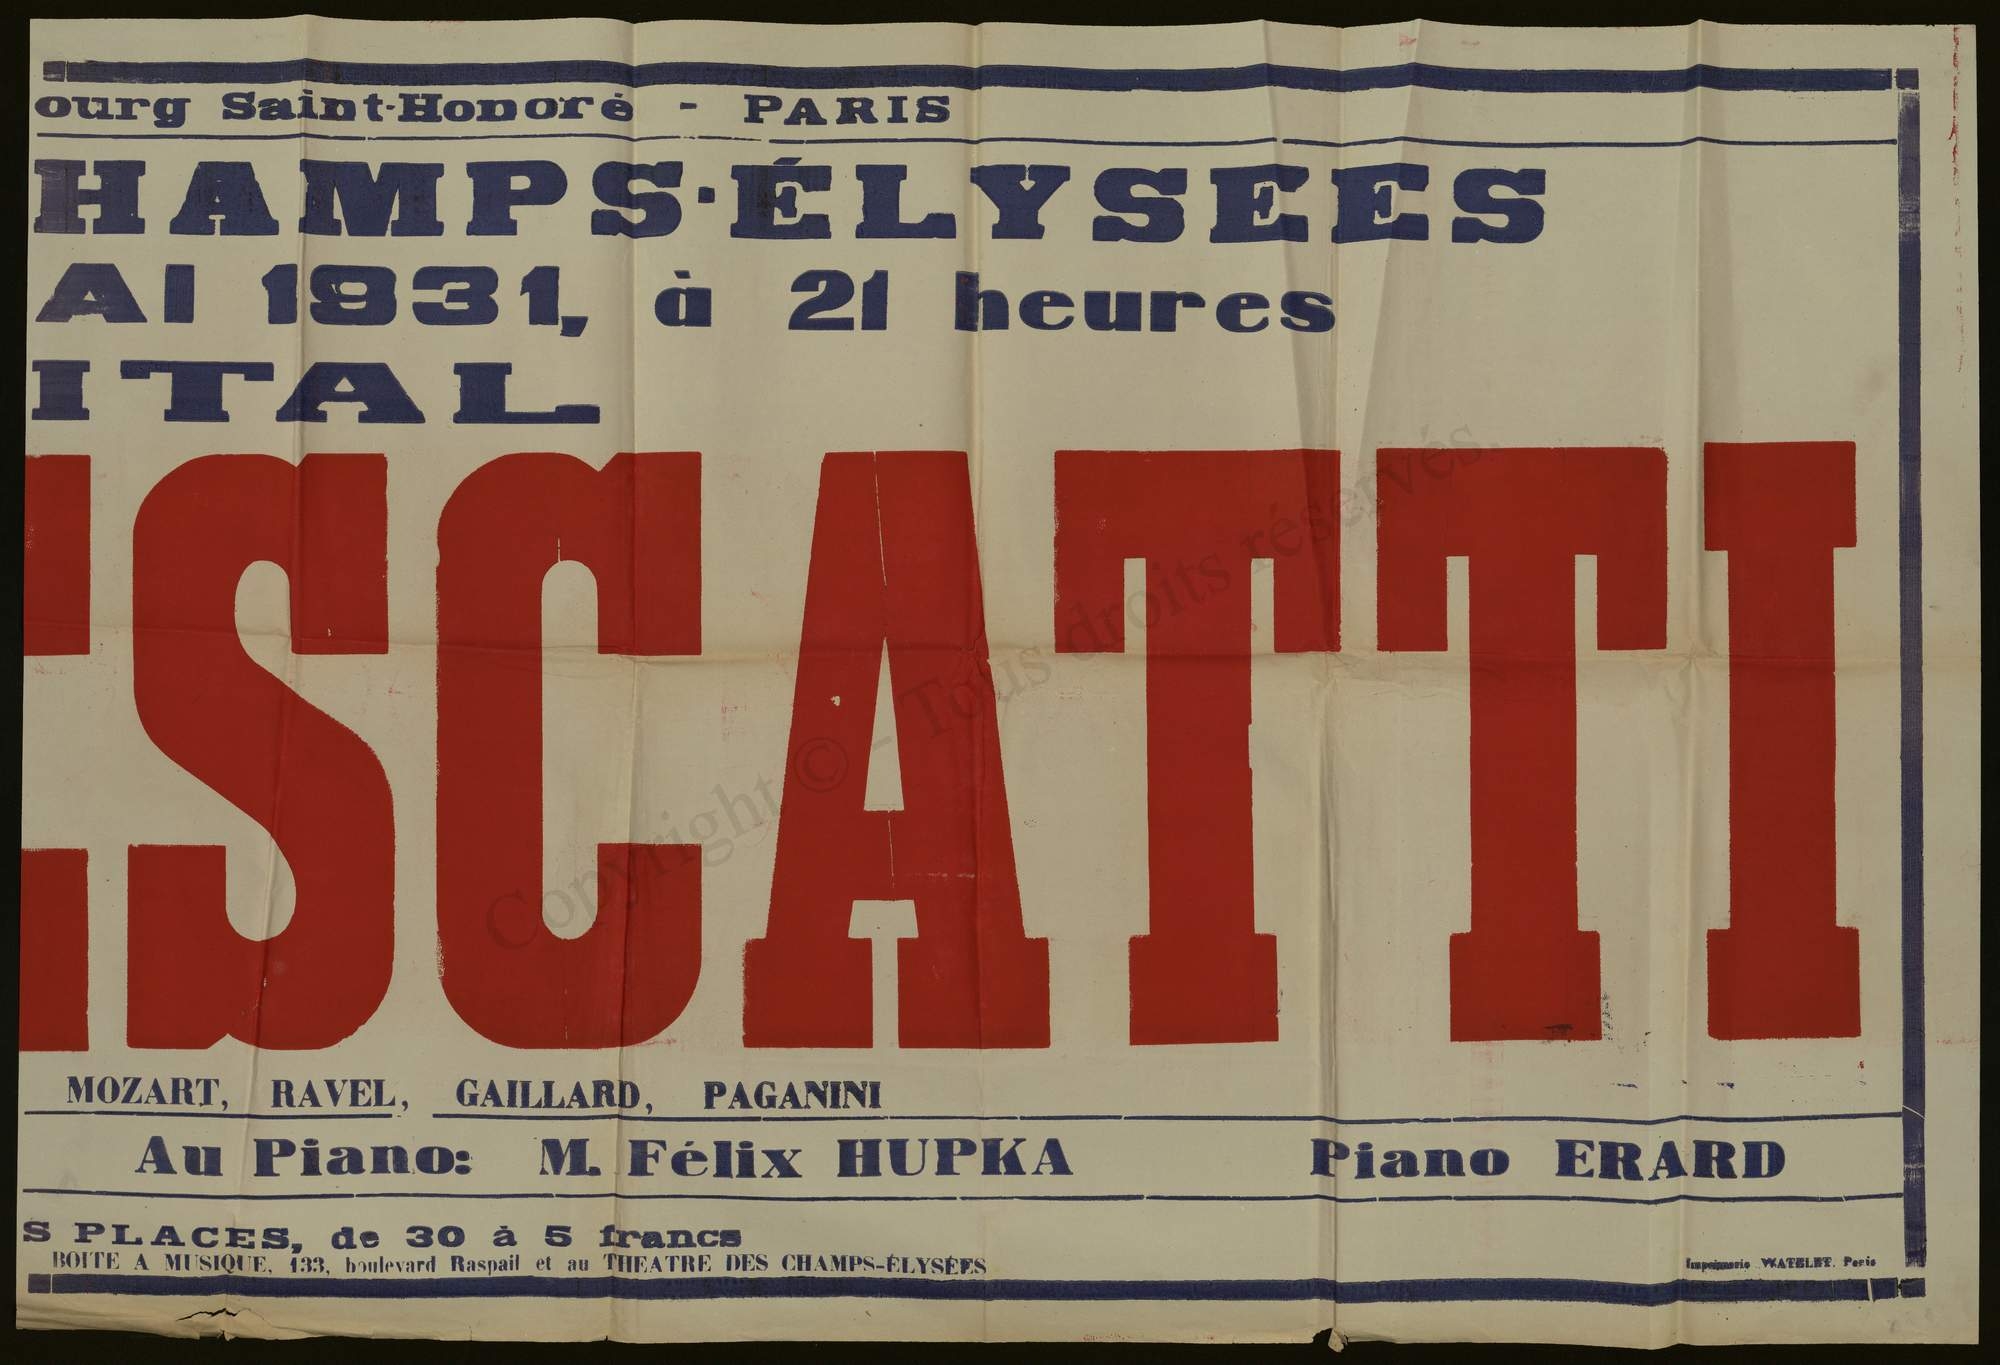 ourg Saint-Honoré - PARIS
HAMPS-ÉLYSEES
AI 1931, à 21 heures
ITAL
ESCATTI
MOZART, RAVEL, GAILLARD, PAGANINI
Au Piano: M. Félix HUPKA Piano ERARD
S PLACES, de 30 à 5 francs
BOITE A MUSIQUE, 133, boulevard Raspail et au THEATRE DES CHAMPS-ÉLYSÉES
Imprimerie WATELET. Paris
Copyright © - Tous droits réservés.